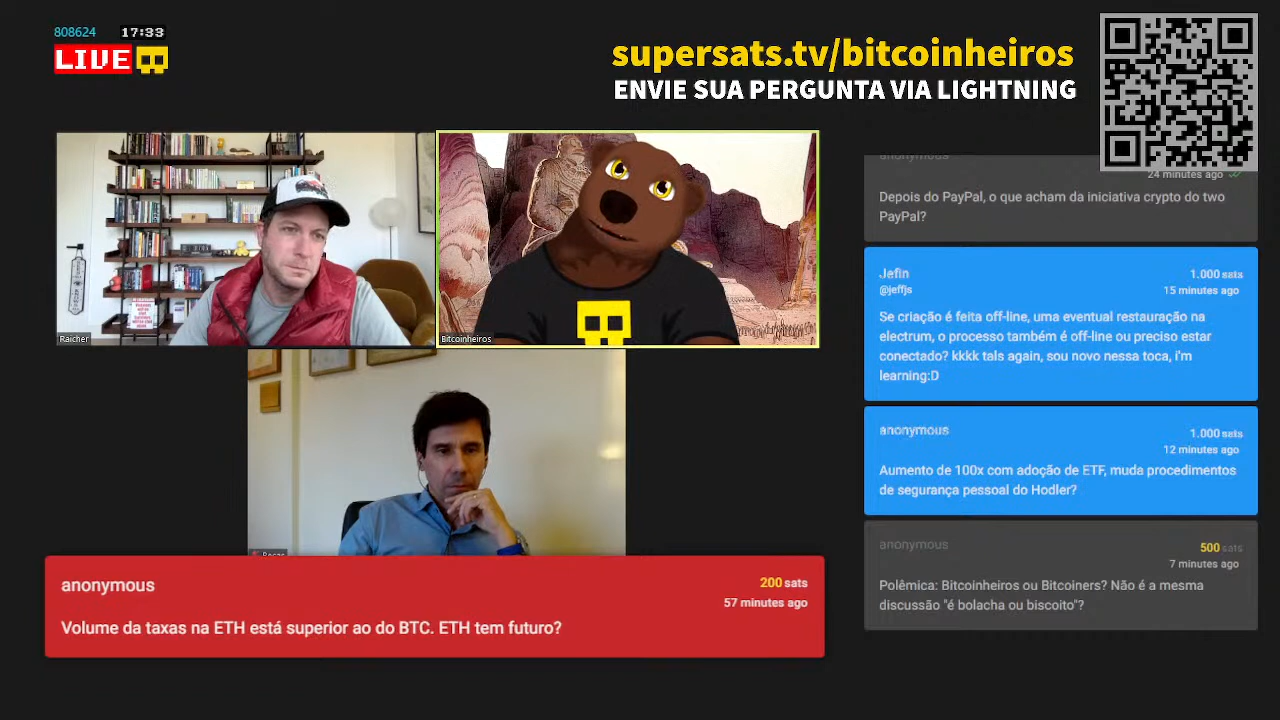 808624 17:33
LIVE
supersats.tv/bitcoinheiros
ENVIE SUA PERGUNTA VIA LIGHTNING
Raicher
Bitcoinheiros
anonymous
200 sats
57 minutes ago
Volume da taxas na ETH está superior ao do BTC. ETH tem futuro?
anonymous
24 minutes ago
Depois do PayPal, o que acham da iniciativa crypto do two
PayPal?
Jefin
1.000 sats
@jeffjs
15 minutes ago
Se criação é feita off-line, uma eventual restauração na
electrum, o processo também é off-line ou preciso estar
conectado? kkkk tals again, sou novo nessa toca, i'm
learning:D
anonymous
1.000 sats
12 minutes ago
Aumento de 100x com adoção de ETF, muda procedimentos
de segurança pessoal do Hodler?
anonymous
500 sats
7 minutes ago
Polêmica: Bitcoinheiros ou Bitcoiners? Não é a mesma
discussão "é bolacha ou biscoito"?